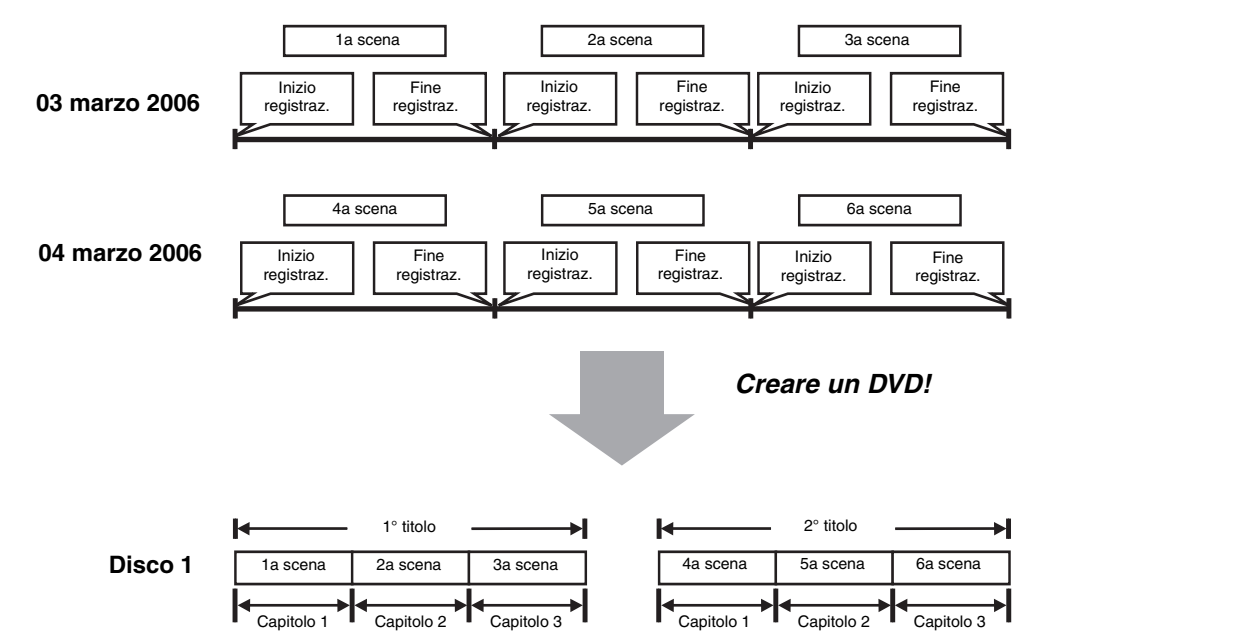 1a scena 2a scena 3a scena
03 marzo 2006
Inizio registraz. Fine registraz. Inizio registraz. Fine registraz. Inizio registraz. Fine registraz.
4a scena 5a scena 6a scena
04 marzo 2006
Inizio registraz. Fine registraz. Inizio registraz. Fine registraz. Inizio registraz. Fine registraz.
Creare un DVD!
1° titolo 2° titolo
Disco 1 1a scena 2a scena 3a scena 4a scena 5a scena 6a scena
Capitolo 1 Capitolo 2 Capitolo 3 Capitolo 1 Capitolo 2 Capitolo 3